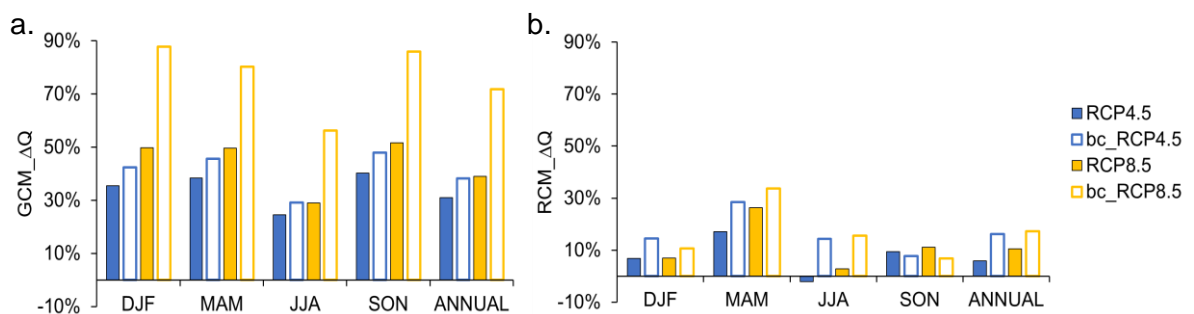 a.
90%
70%
50%
30%
10%
-10%
GCM_ΔQ
DJF MAM JJA SON ANNUAL
b.
90%
70%
50%
30%
10%
-10%
RCM_ΔQ
DJF MAM JJA SON ANNUAL
RCP4.5
bc_RCP4.5
RCP8.5
bc_RCP8.5